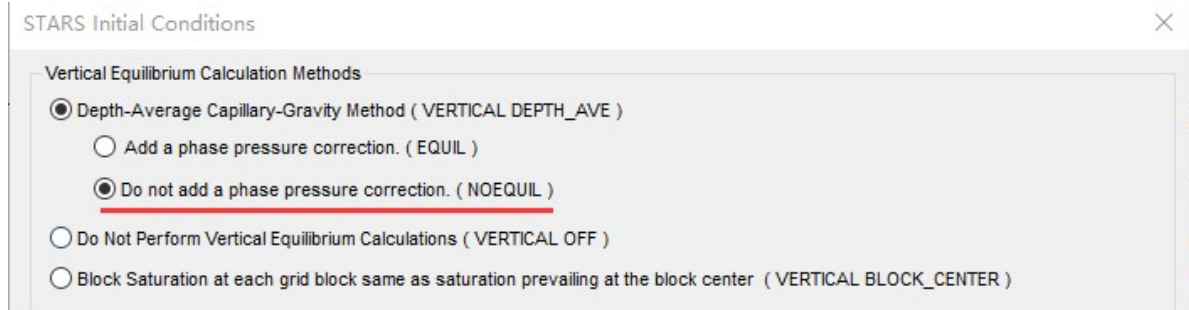 STARS Initial Conditions
Vertical Equilibrium Calculation Methods
Depth-Average Capillary-Gravity Method ( VERTICAL DEPTH_AVE )
Add a phase pressure correction. ( EQUIL )
Do not add a phase pressure correction. ( NOEQUIL )
Do Not Perform Vertical Equilibrium Calculations ( VERTICAL OFF )
Block Saturation at each grid block same as saturation prevailing at the block center ( VERTICAL BLOCK_CENTER )